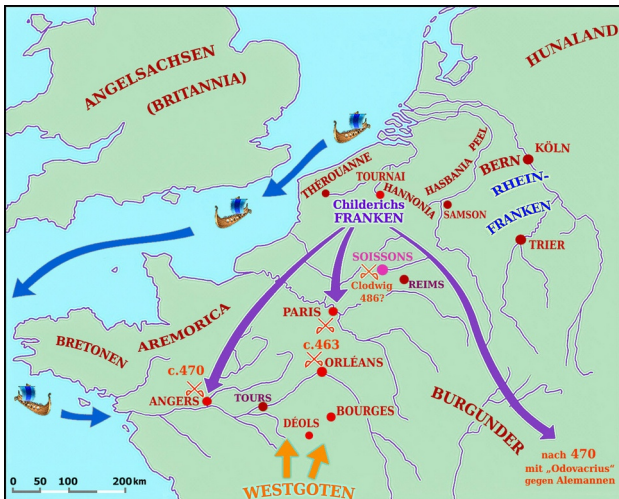 ANGELSACHSEN
(BRITANNIA)
HUNALAND
THÉROUANNE
TOURNAI
HANNONIA
HASBANIA
PEEL
BERN
KÖLN
RHEIN-
FRANKEN
Childerichs
FRANKEN
SAMSON
TRIER
SOISSONS
Clodwig
486?
REIMS
PARIS
AREMORICA
BRETONEN
c.463
ORLÉANS
c.470
ANGERS
TOURS
BOURGES
DÉOLS
BURGUNDER
WESTGOTEN
nach 470
mit „Odovacrius“
gegen Alemannen
0 50 100 200 km